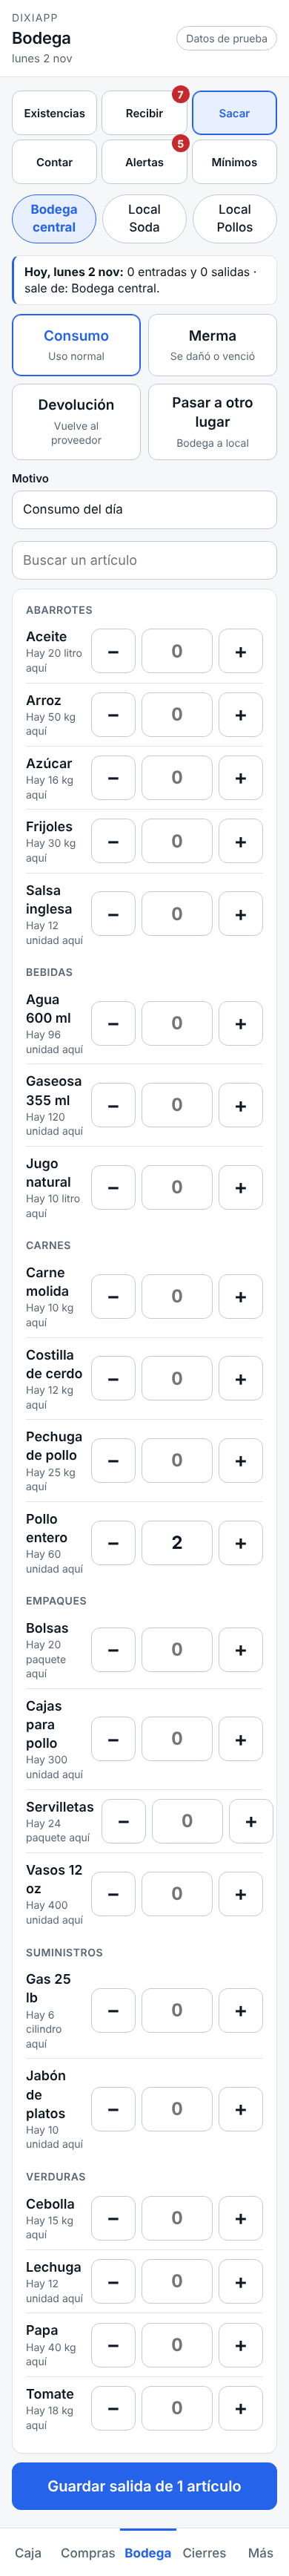 DIXIAPP
Bodega
lunes 2 nov
Datos de prueba
Existencias
Recibir
7
Sacar
Contar
Alertas
5
Mínimos
Bodega
central
Local
Soda
Local
Pollos
Hoy, lunes 2 nov: 0 entradas y 0 salidas ·
sale de: Bodega central.
Consumo
Uso normal
Merma
Se dañó o venció
Devolución
Vuelve al
proveedor
Pasar a otro
lugar
Bodega a local
Motivo
Consumo del día
Buscar un artículo
ABARROTES
Aceite
Hay 20 litro
aquí
− 0 +
Arroz
Hay 50 kg
aquí
− 0 +
Azúcar
Hay 16 kg
aquí
− 0 +
Frijoles
Hay 30 kg
aquí
− 0 +
Salsa
inglesa
Hay 12
unidad aquí
− 0 +
BEBIDAS
Agua
600 ml
Hay 96
unidad aquí
− 0 +
Gaseosa
355 ml
Hay 120
unidad aquí
− 0 +
Jugo
natural
Hay 10 litro
aquí
− 0 +
CARNES
Carne
molida
Hay 10 kg
aquí
− 0 +
Costilla
de cerdo
Hay 12 kg
aquí
− 0 +
Pechuga
de pollo
Hay 25 kg
aquí
− 0 +
Pollo
entero
Hay 60
unidad aquí
− 2 +
EMPAQUES
Bolsas
Hay 20
paquete
aquí
− 0 +
Cajas
para
pollo
Hay 300
unidad aquí
− 0 +
Servilletas
Hay 24
paquete aquí
− 0 +
Vasos 12
oz
Hay 400
unidad aquí
− 0 +
SUMINISTROS
Gas 25
lb
Hay 6
cilindro
aquí
− 0 +
Jabón
de
platos
Hay 10
unidad aquí
− 0 +
VERDURAS
Cebolla
Hay 15 kg
aquí
− 0 +
Lechuga
Hay 12
unidad aquí
− 0 +
Papa
Hay 40 kg
aquí
− 0 +
Tomate
Hay 18 kg
aquí
− 0 +
Guardar salida de 1 artículo
Caja
Compras
Bodega
Cierres
Más